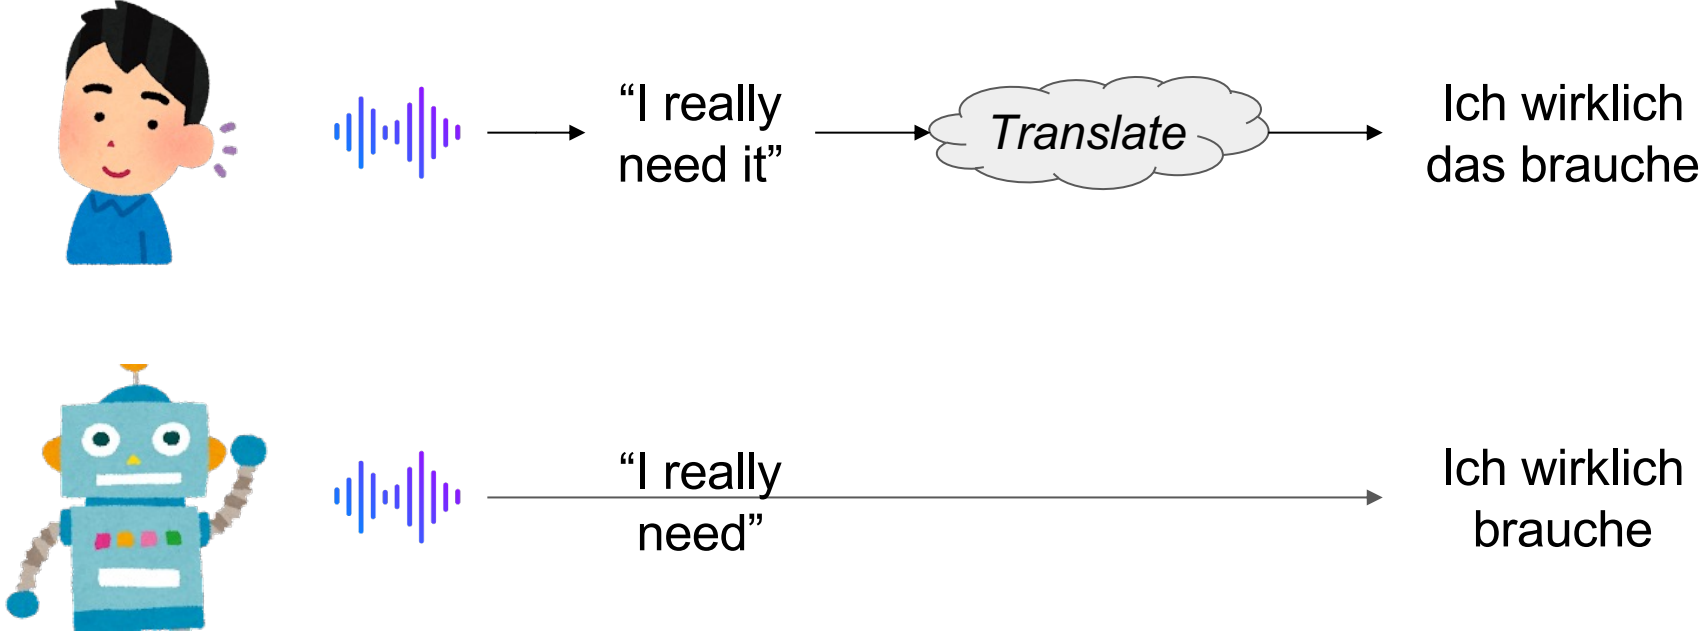 “I really
need it”
Translate
Ich wirklich
das brauche
“I really
need”
Ich wirklich
brauche